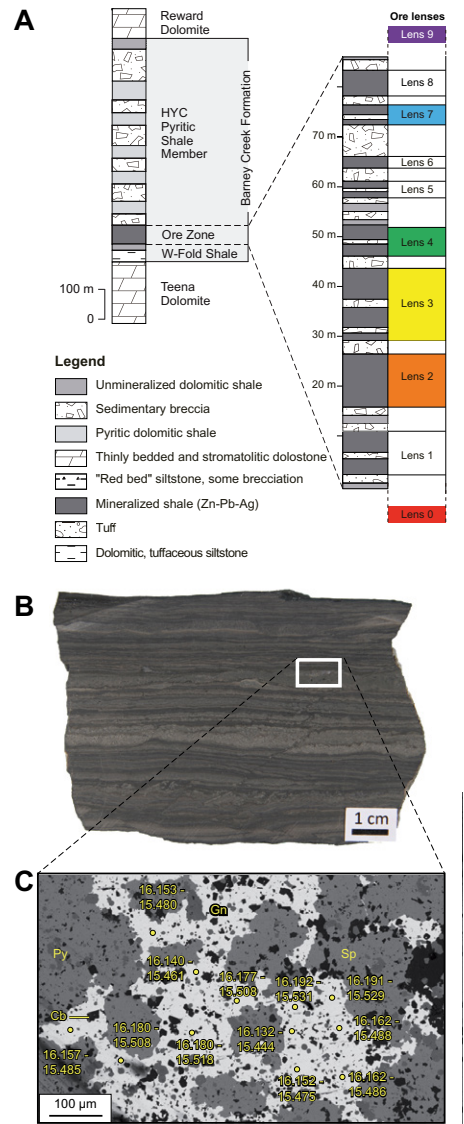 A
Reward
Dolomite
HYC
Pyritic
Shale
Member
Barney Creek Formation
Ore Zone
W-Fold Shale
Teena
Dolomite
100 m
0
Ore lenses
Lens 9
Lens 8
Lens 7
Lens 6
Lens 5
Lens 4
Lens 3
Lens 2
Lens 1
Lens 0
70 m
60 m
50 m
40 m
30 m
20 m
Legend
Unmineralized dolomitic shale
Sedimentary breccia
Pyritic dolomitic shale
Thinly bedded and stromatolitic dolostone
"Red bed" siltstone, some brecciation
Mineralized shale (Zn-Pb-Ag)
Tuff
Dolomitic, tuffaceous siltstone
B
1 cm
C
16.153 -
15.480
Gn
Py
Sp
16.140 -
15.461
16.177 -
15.508
16.192 -
15.531
16.191 -
15.529
Cb
16.180 -
15.508
16.180 -
15.518
16.132 -
15.444
16.162 -
15.488
16.157 -
15.485
16.152 -
15.475
16.162 -
15.486
100 µm